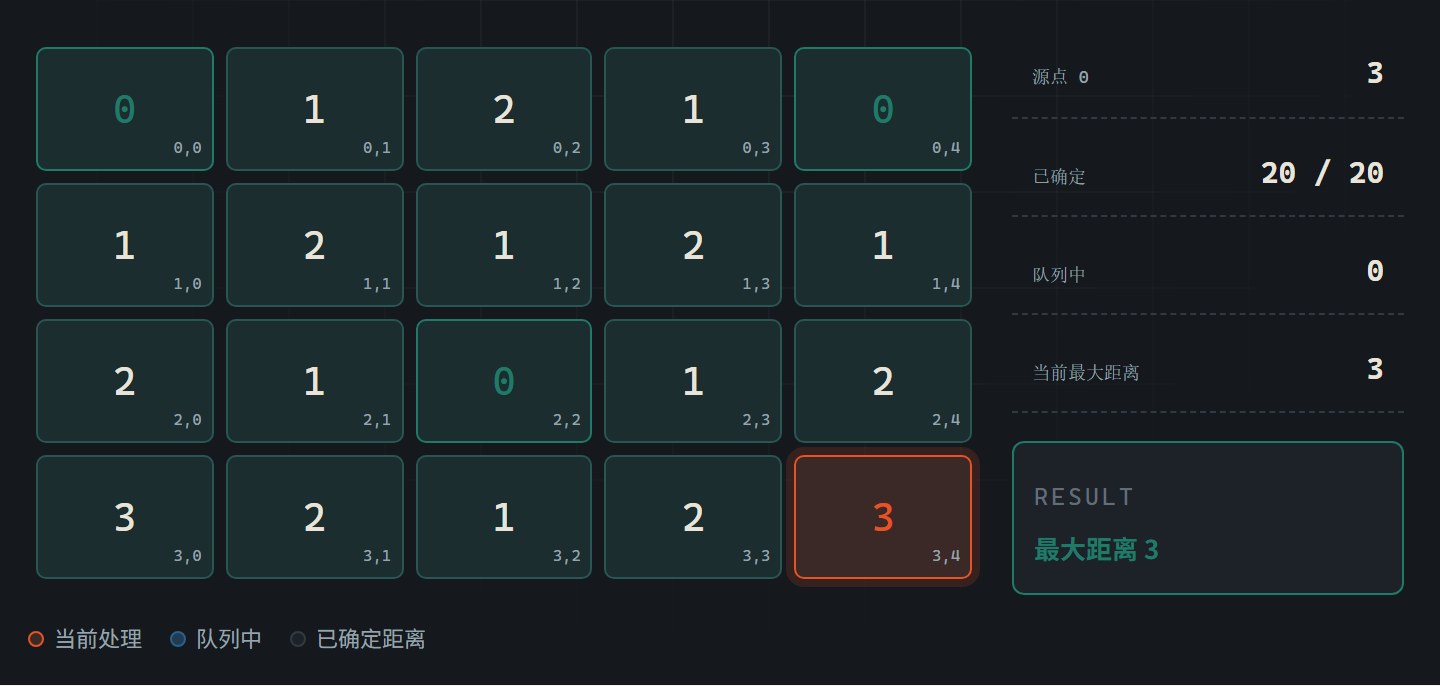 0 1 2 1 0
0,0 0,1 0,2 0,3 0,4
1 2 1 2 1
1,0 1,1 1,2 1,3 1,4
2 1 0 1 2
2,0 2,1 2,2 2,3 2,4
3 2 1 2 3
3,0 3,1 3,2 3,3 3,4
当前处理 队列中 已确定距离
源点 0 3
已确定 20 / 20
队列中 0
当前最大距离 3
RESULT
最大距离 3